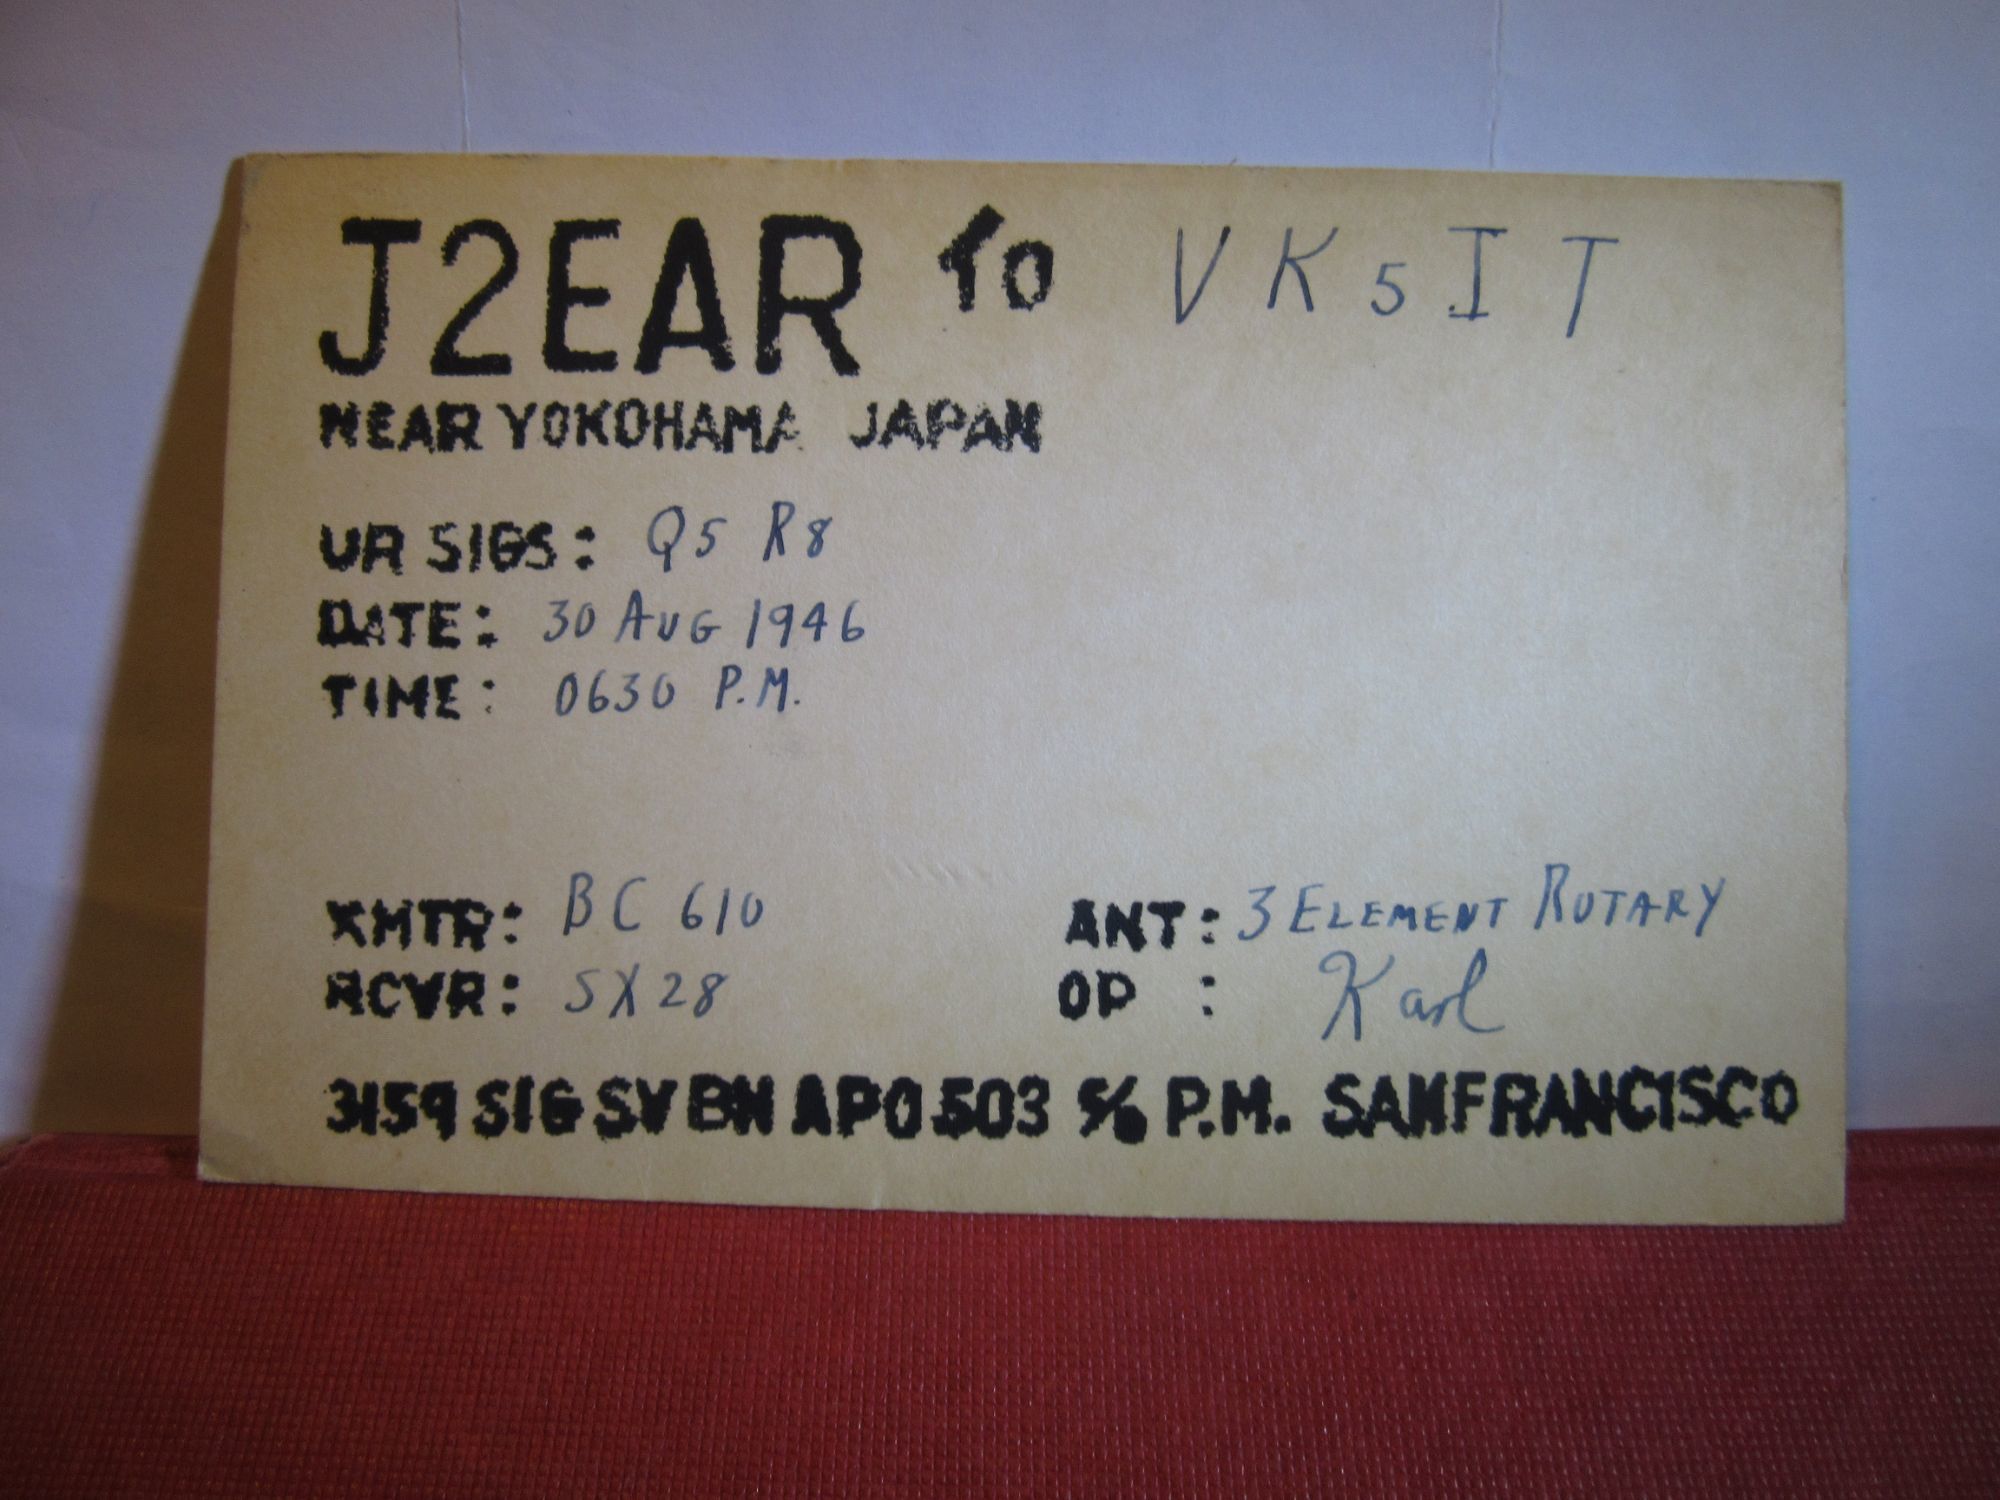 J2EAR TO VK5IT
NEAR YOKOHAMA JAPAN
UR SIGS: Q5 R8
DATE: 30 AUG 1946
TIME: 0630 P.M.
XMTR: BC 610 ANT: 3 ELEMENT ROTARY
RCVR: SX28 OP : Karl
3159 SIG SV BN APO 503 c/o P.M. SANFRANCISCO